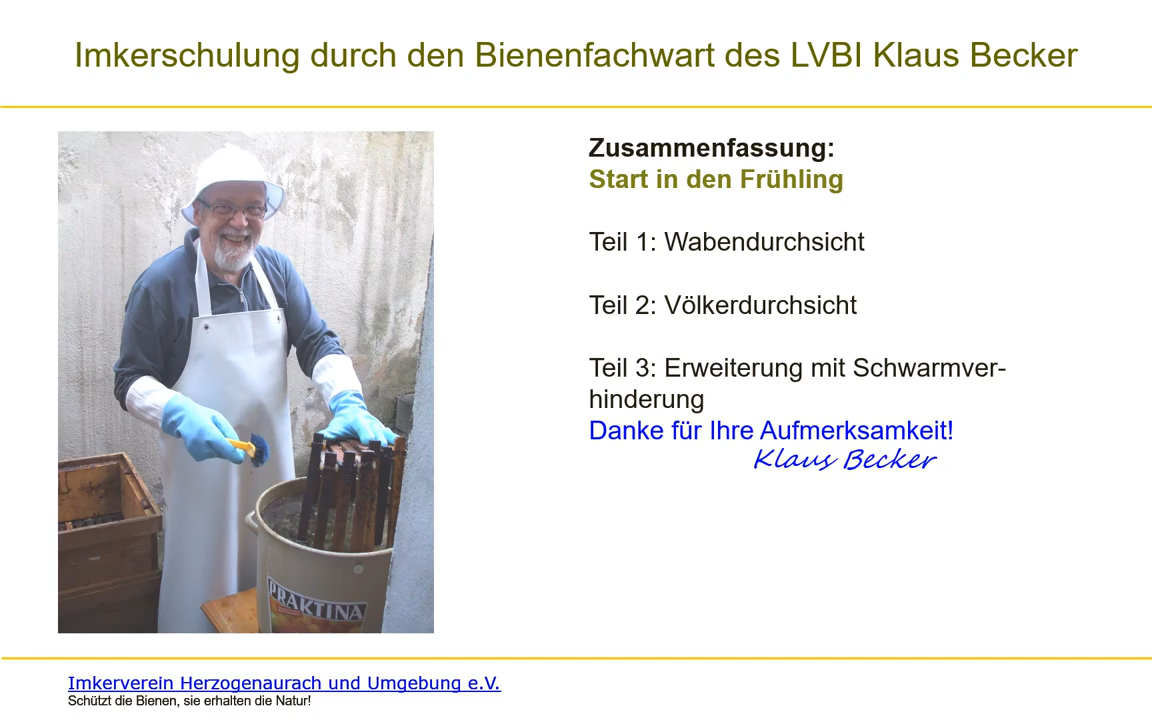 Imkerschulung durch den Bienenfachwart des LVBI Klaus Becker
Zusammenfassung:
Start in den Frühling
Teil 1: Wabendurchsicht
Teil 2: Völkerdurchsicht
Teil 3: Erweiterung mit Schwarmver-
hinderung
Danke für Ihre Aufmerksamkeit!
Klaus Becker
PRAKTINA
Imkerverein Herzogenaurach und Umgebung e.V.
Schützt die Bienen, sie erhalten die Natur!